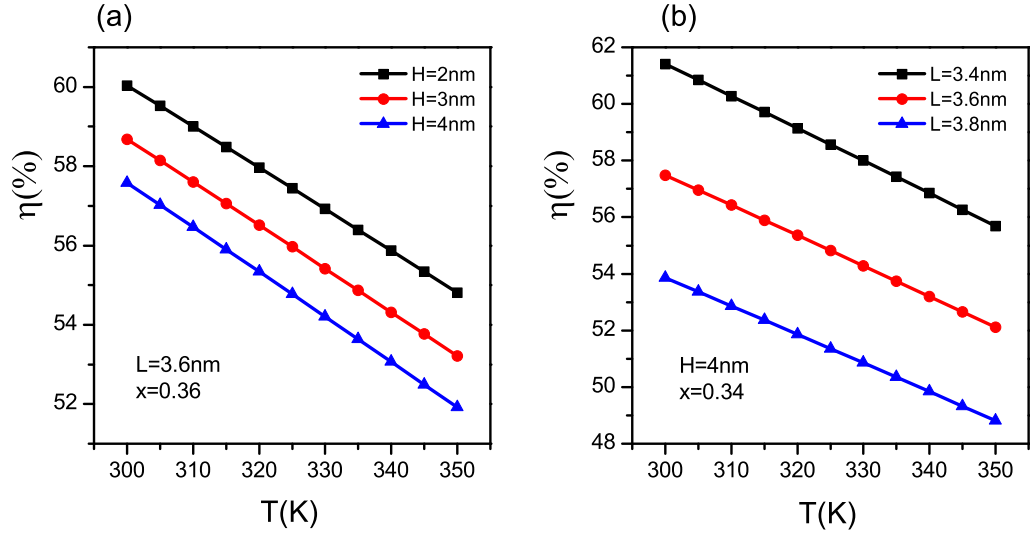 (a)
H=2nm
H=3nm
H=4nm
60
58
56
54
52
η(%)
L=3.6nm
x=0.36
300 310 320 330 340 350
T(K)
(b)
L=3.4nm
L=3.6nm
L=3.8nm
62
60
58
56
54
52
50
48
η(%)
H=4nm
x=0.34
300 310 320 330 340 350
T(K)